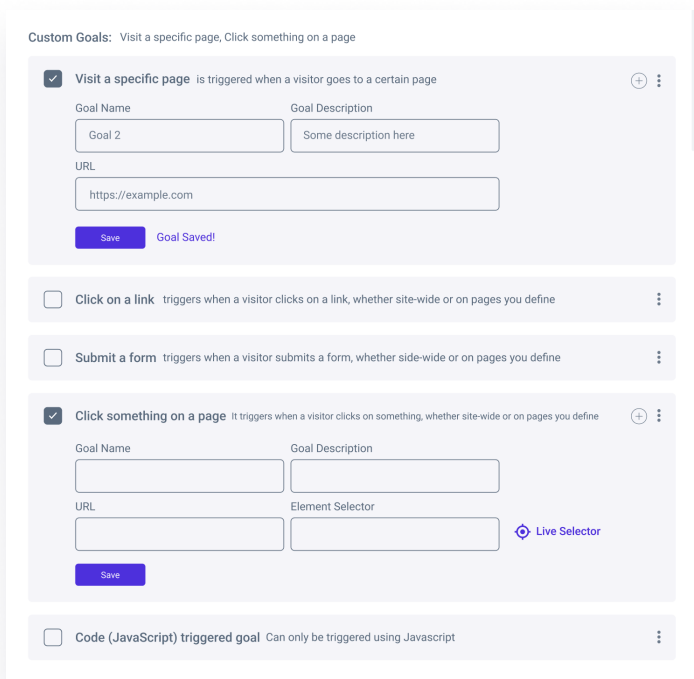 Custom Goals: Visit a specific page, Click something on a page
Visit a specific page is triggered when a visitor goes to a certain page
Goal Name Goal Description
Goal 2 Some description here
URL
https://example.com
Save Goal Saved!
Click on a link triggers when a visitor clicks on a link, whether site-wide or on pages you define
Submit a form triggers when a visitor submits a form, whether side-wide or on pages you define
Click something on a page It triggers when a visitor clicks on something, whether site-wide or on pages you define
Goal Name Goal Description
URL Element Selector
Live Selector
Save
Code (JavaScript) triggered goal Can only be triggered using Javascript